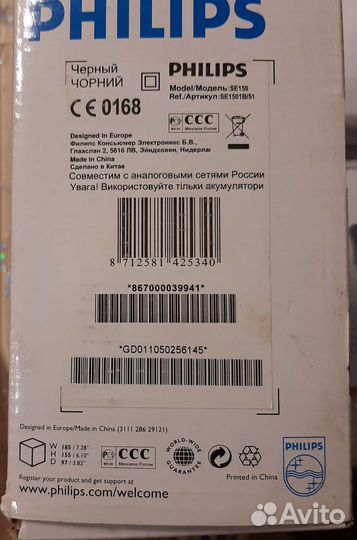 PHILIPS
Черный
ЧОРНИЙ
PHILIPS
Model/Модель: SE150
Ref./Артикул: SE1501B/51
CE 0168
CCC
Designed in Europe
Филипс Консьюмер Электроникс Б.В.,
Глааслан 2, 5616 ЛВ, Эйндховен, Нидерлан
Made in China
Сделано в Китае
Совместим с аналоговыми сетями России
Увага! Використовуйте тільки акумулятори
8 712581 425340
*867000039941*
*GD011050256145*
Designed in Europe/Made in China (3111 286 29121)
W 185 / 7.28"
H 155 / 6.10"
D 97 / 3.82"
CCC
WORLD-WIDE GUARANTEE
PHILIPS
Printed in China
Register your product and get support at
www.philips.com/welcome
Avito